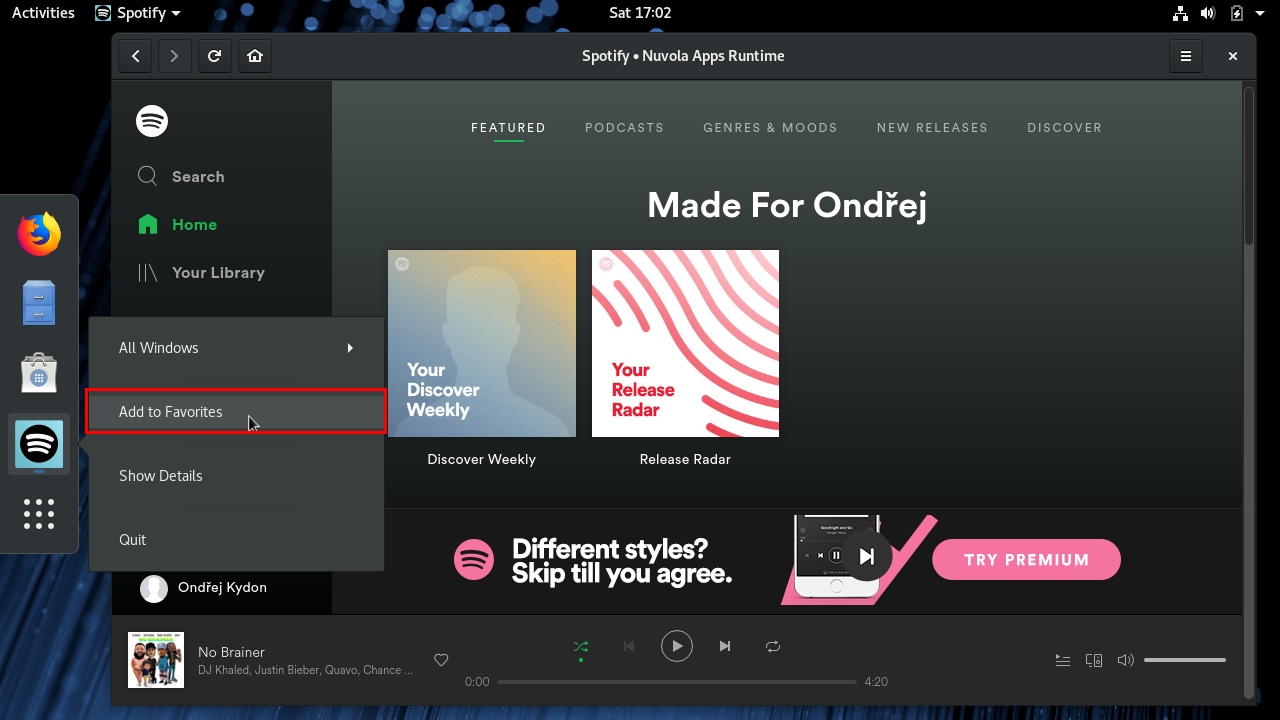 Activities
Spotify
Sat 17:02
Spotify • Nuvola Apps Runtime
Search
Home
Your Library
FEATURED
PODCASTS
GENRES & MOODS
NEW RELEASES
DISCOVER
Made For Ondřej
Your
Discover
Weekly
Discover Weekly
Your
Release
Radar
Release Radar
All Windows
Add to Favorites
Show Details
Quit
Different styles?
Skip till you agree.
TRY PREMIUM
Ondřej Kydon
No Brainer
DJ Khaled, Justin Bieber, Quavo, Chance ...
0:00
4:20